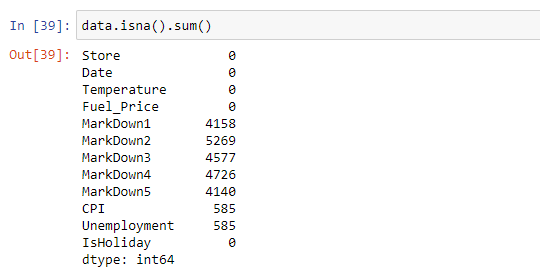 In [39]: data.isna().sum()
Out[39]: Store 0
Date 0
Temperature 0
Fuel_Price 0
MarkDown1 4158
MarkDown2 5269
MarkDown3 4577
MarkDown4 4726
MarkDown5 4140
CPI 585
Unemployment 585
IsHoliday 0
dtype: int64